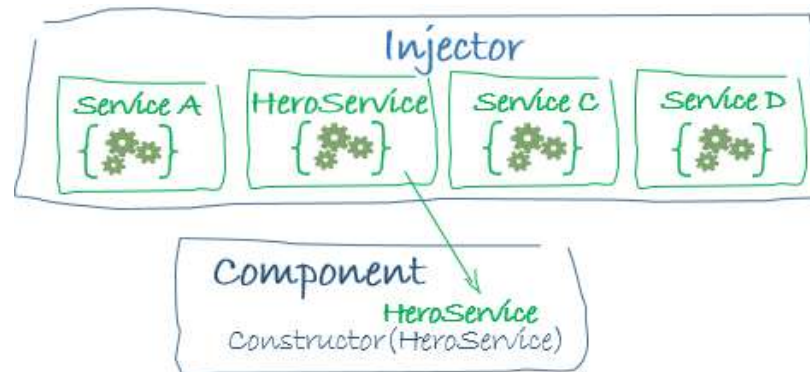 Injector
Service A HeroService Service C Service D
Component
HeroService
Constructor(HeroService)